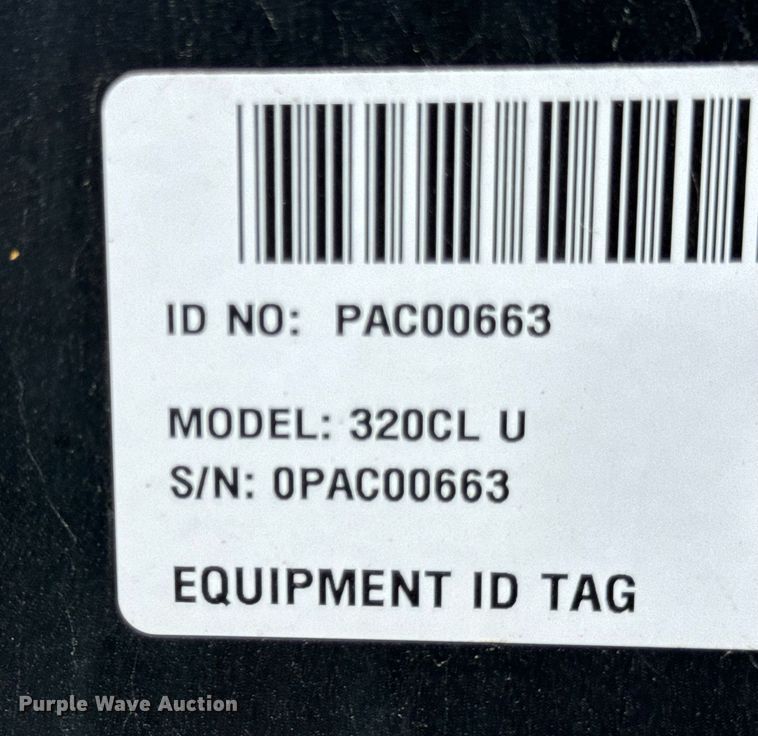 ID NO: PAC00663
MODEL: 320CL U
S/N: 0PAC00663
EQUIPMENT ID TAG
Purple Wave Auction